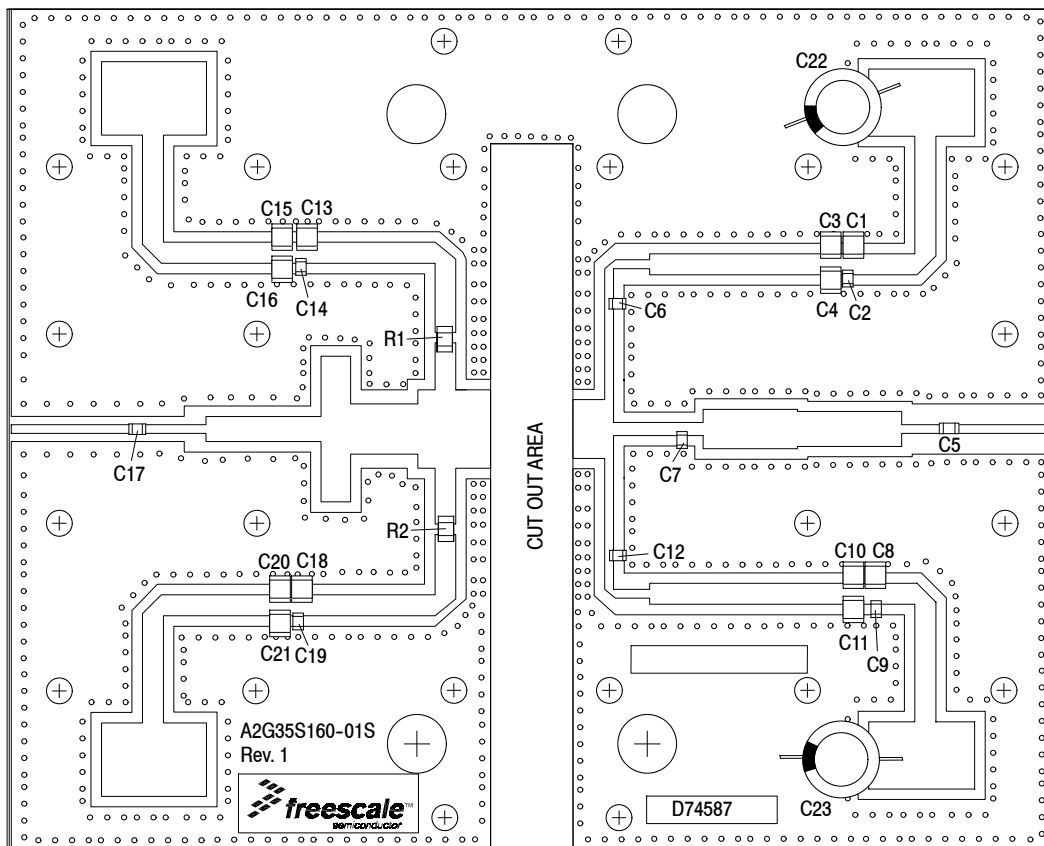 C22
C15 C13
C3 C1
C16
C14
C4 C2
C6
R1
C17
C7
C5
CUT OUT AREA
R2
C12
C20 C18
C10 C8
C21 C19
C11
C9
A2G35S160-01S
Rev. 1
freescale™
semiconductor
D74587
C23